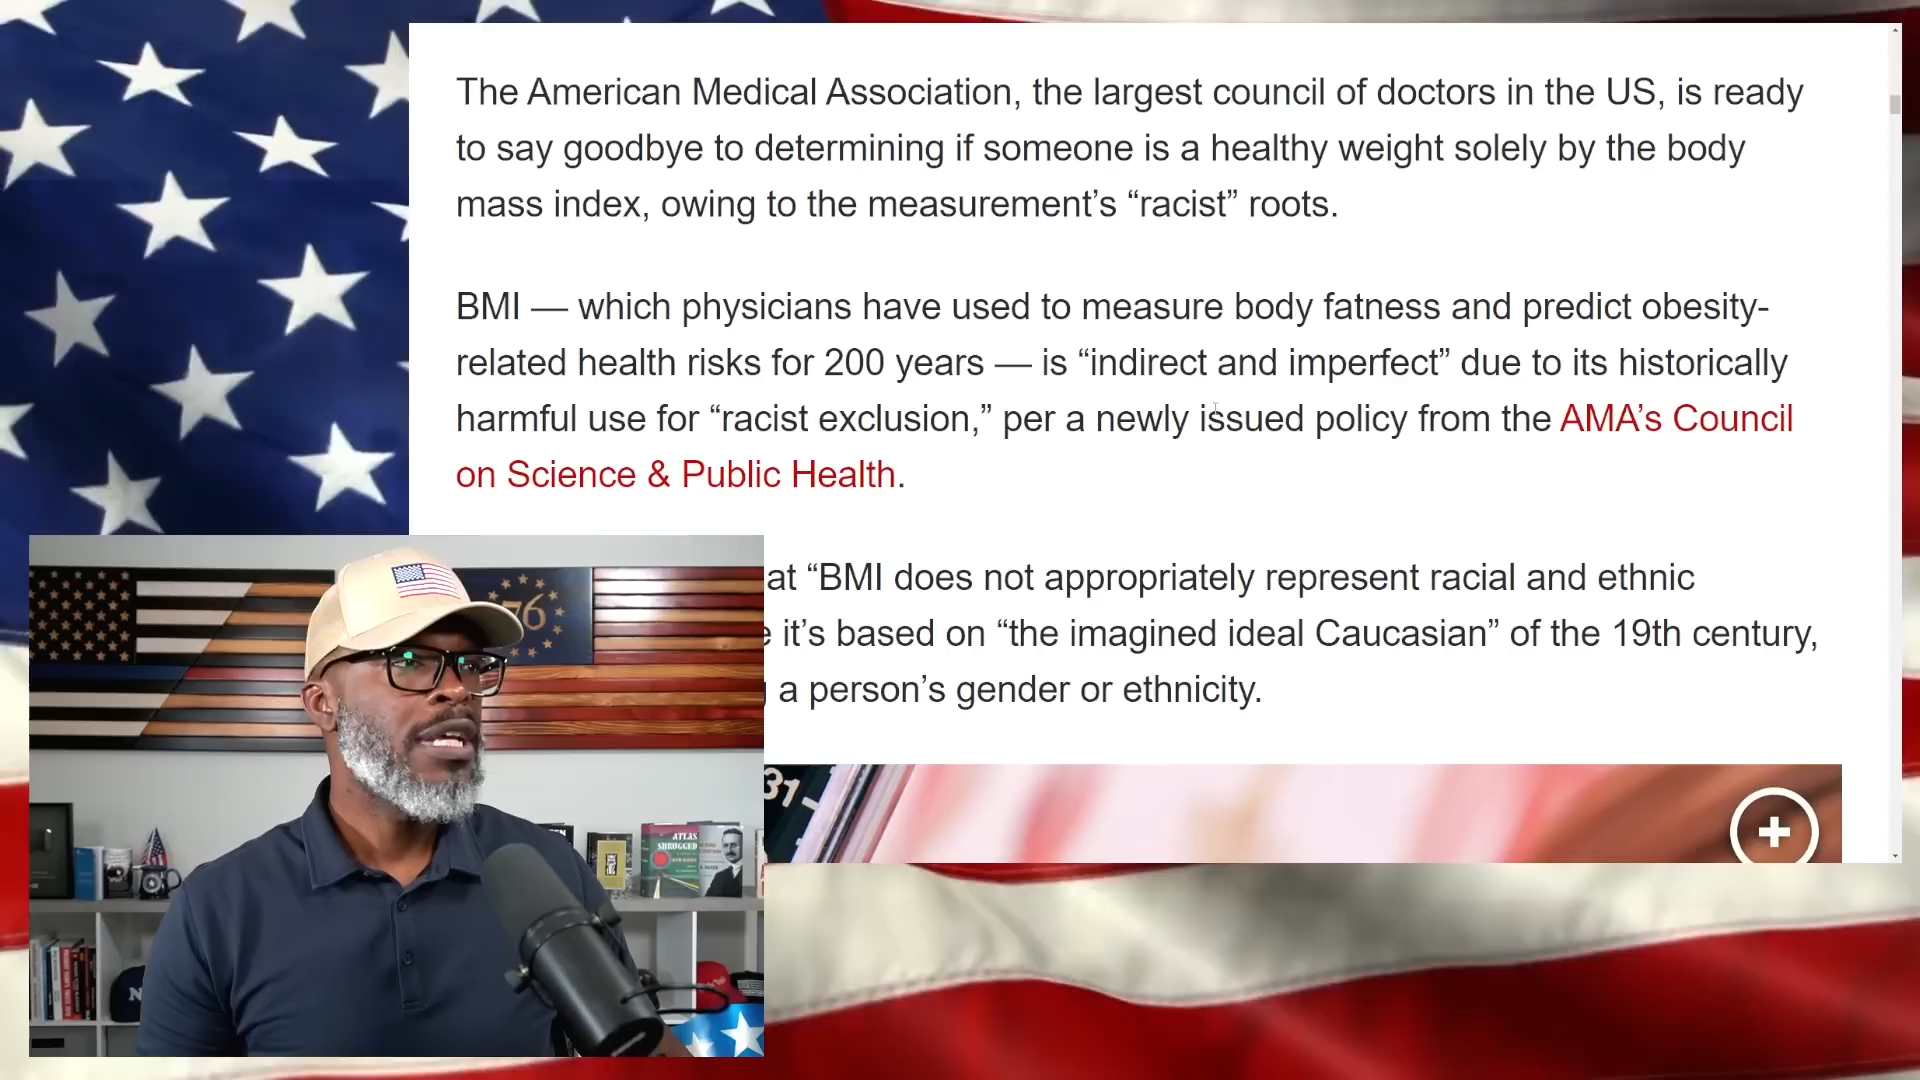 The American Medical Association, the largest council of doctors in the US, is ready
to say goodbye to determining if someone is a healthy weight solely by the body
mass index, owing to the measurement’s “racist” roots.
BMI — which physicians have used to measure body fatness and predict obesity-
related health risks for 200 years — is “indirect and imperfect” due to its historically
harmful use for “racist exclusion,” per a newly issued policy from the AMA’s Council
on Science & Public Health.
at “BMI does not appropriately represent racial and ethnic
it’s based on “the imagined ideal Caucasian” of the 19th century,
a person’s gender or ethnicity.
76
31
ATLAS
SHRUGGED
N